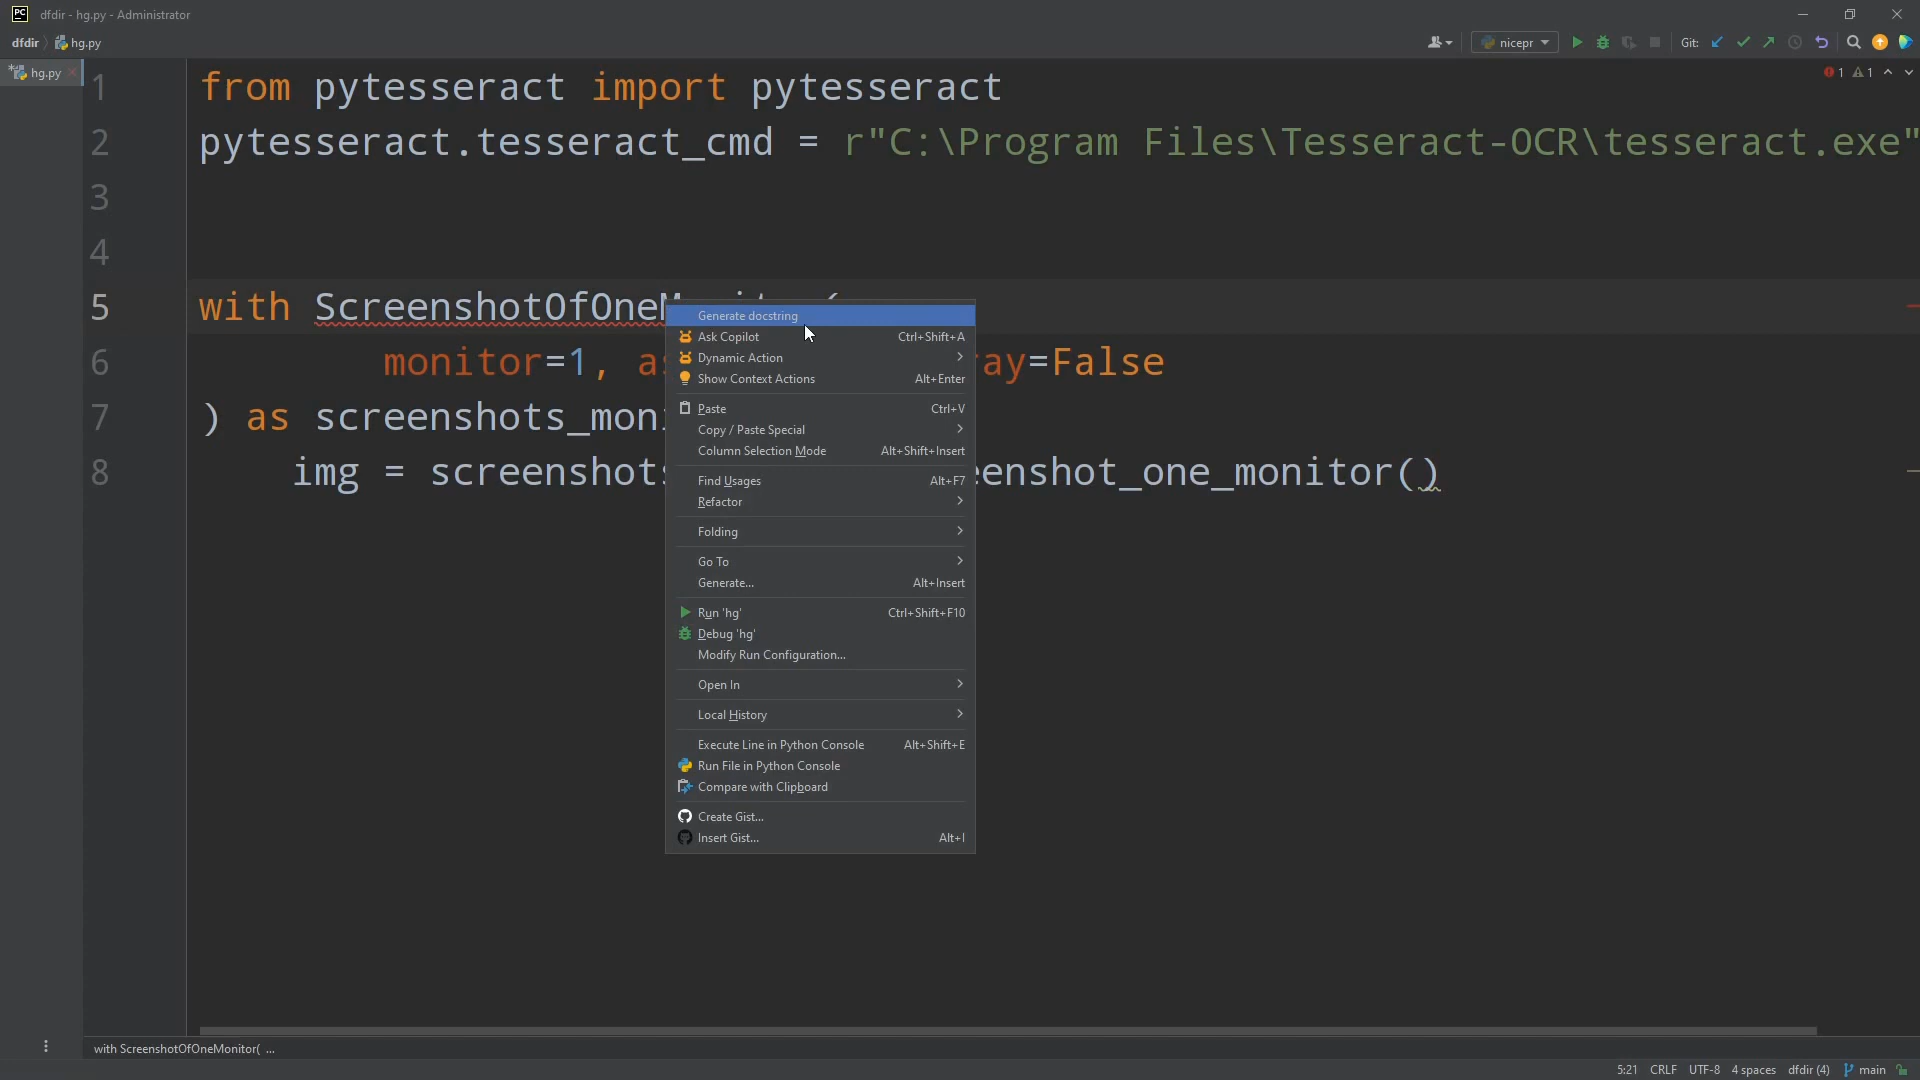 PC dfdir - hg.py - Administrator
dfdir hg.py
nicepr Git:
hg.py
1 1
1 from pytesseract import pytesseract
2 pytesseract.tesseract_cmd = r"C:\Program Files\Tesseract-OCR\tesseract.exe"
3
4
5 with ScreenshotOfOneMonitor(
6 monitor=1, as ay=False
7 ) as screenshots_moni
8 img = screenshots enshot_one_monitor()
Generate docstring
Ask Copilot Ctrl+Shift+A
Dynamic Action
Show Context Actions Alt+Enter
Paste Ctrl+V
Copy / Paste Special
Column Selection Mode Alt+Shift+Insert
Find Usages Alt+F7
Refactor
Folding
Go To
Generate... Alt+Insert
Run 'hg' Ctrl+Shift+F10
Debug 'hg'
Modify Run Configuration...
Open In
Local History
Execute Line in Python Console Alt+Shift+E
Run File in Python Console
Compare with Clipboard
Create Gist...
Insert Gist... Alt+I
with ScreenshotOfOneMonitor( ...
5:21 CRLF UTF-8 4 spaces dfdir (4) main